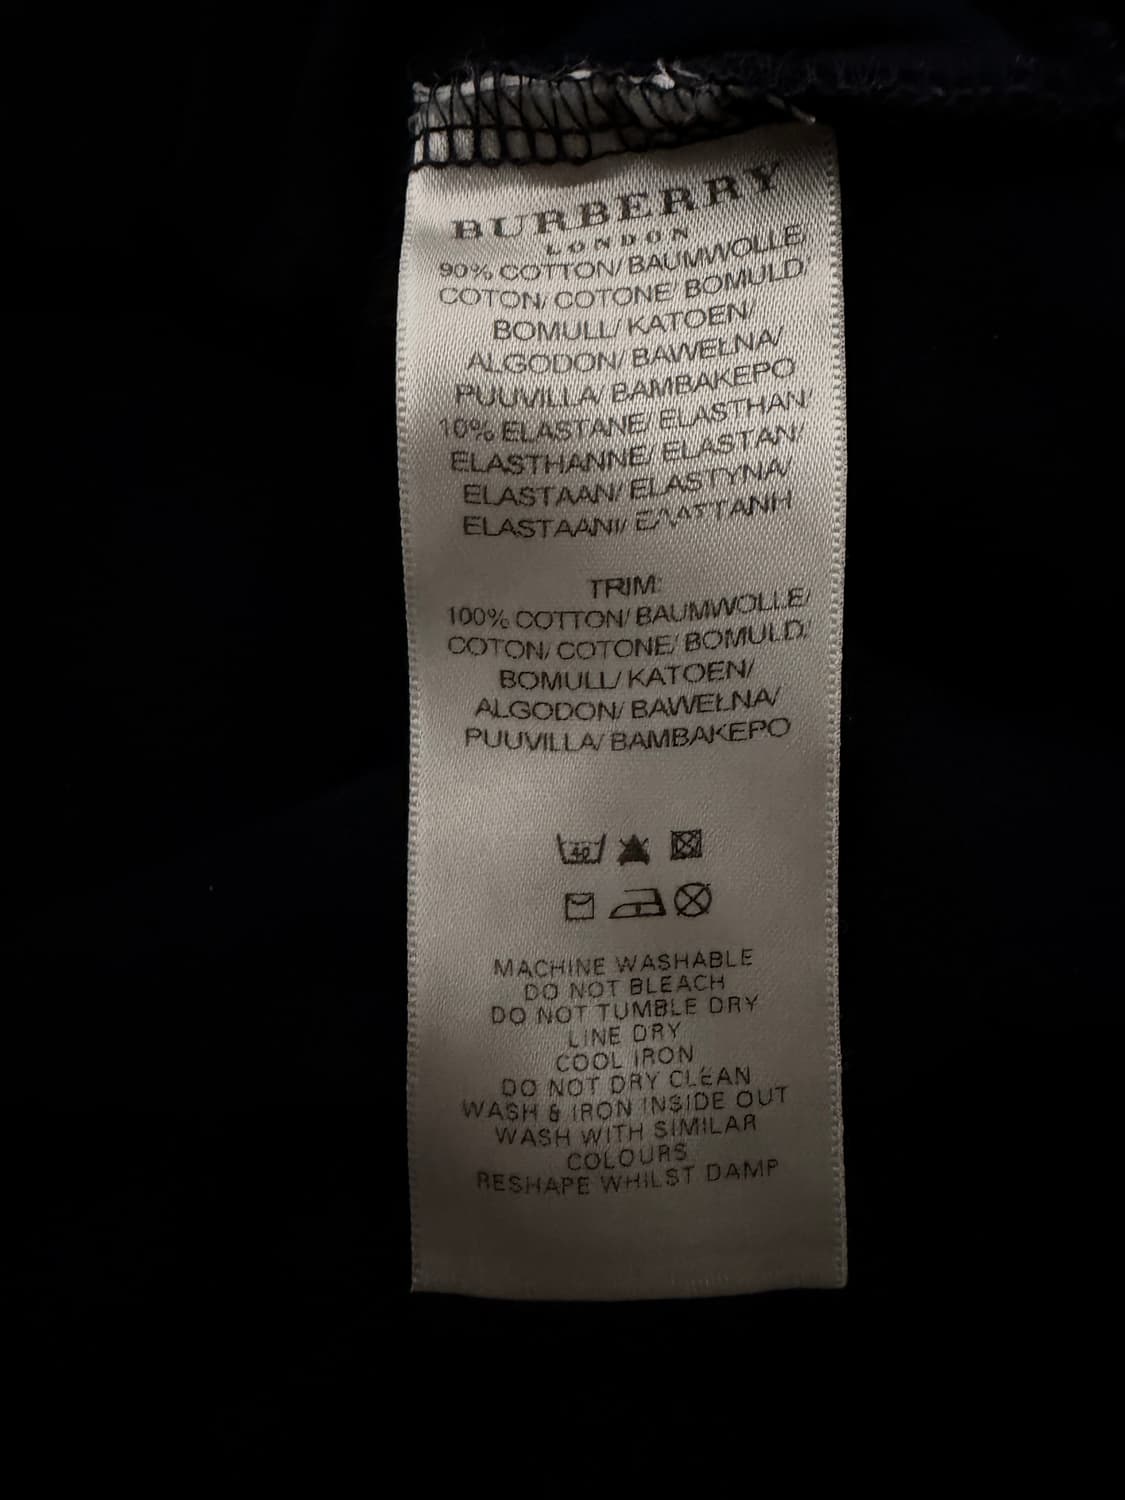 BURBERRY
LONDON
90% COTTON/ BAUMWOLLE/
COTON/ COTONE/ BOMULD/
BOMULL/ KATOEN/
ALGODON/ BAWEŁNA/
PUUVILLA/ BAMBAKEPO
10% ELASTANE/ ELASTHAN/
ELASTHANNE/ ELASTAN/
ELASTAAN/ ELASTYNA/
ELASTAANI/ ΕΛΑΣΤΑΝΗ
TRIM:
100% COTTON/ BAUMWOLLE/
COTON/ COTONE/ BOMULD/
BOMULL/ KATOEN/
ALGODON/ BAWEŁNA/
PUUVILLA/ BAMBAKEPO
40
MACHINE WASHABLE
DO NOT BLEACH
DO NOT TUMBLE DRY
LINE DRY
COOL IRON
DO NOT DRY CLEAN
WASH & IRON INSIDE OUT
WASH WITH SIMILAR
COLOURS
RESHAPE WHILST DAMP